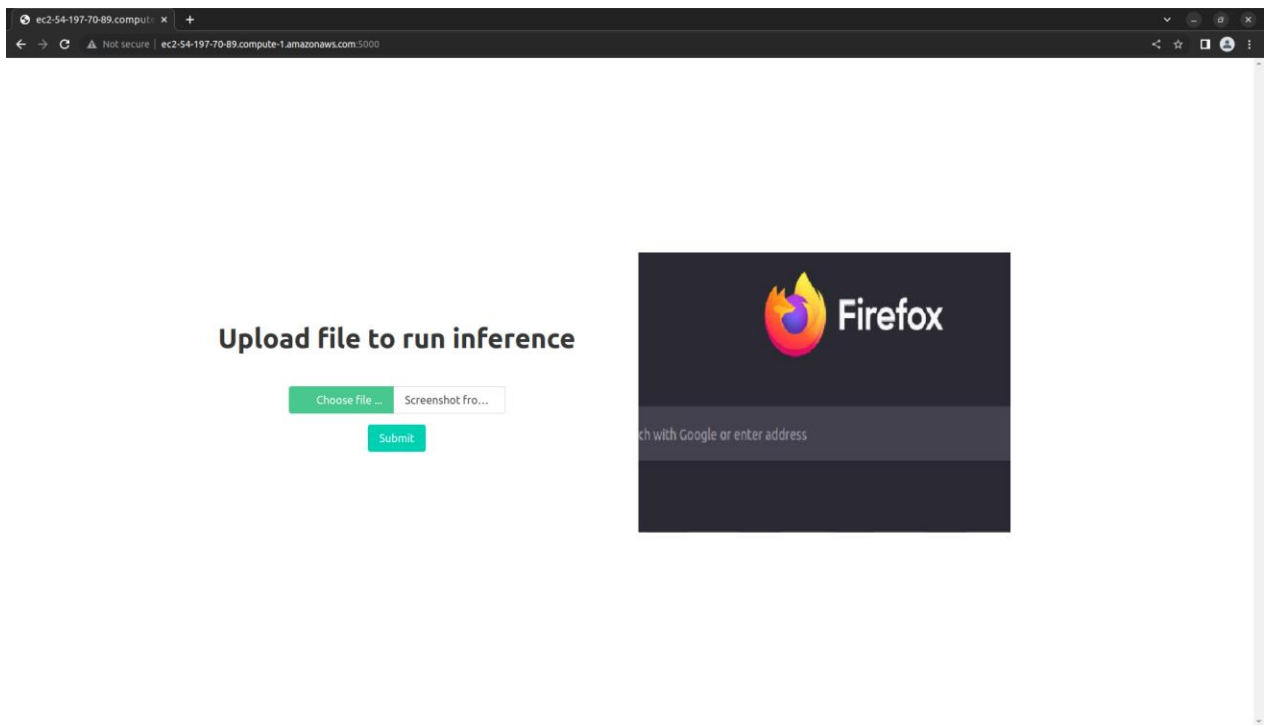 ec2-54-197-70-89.comput
Not secure | ec2-54-197-70-89.compute-1.amazonaws.com:5000
Upload file to run inference
Choose file ...
Screenshot fro...
Submit
Firefox
ch with Google or enter address